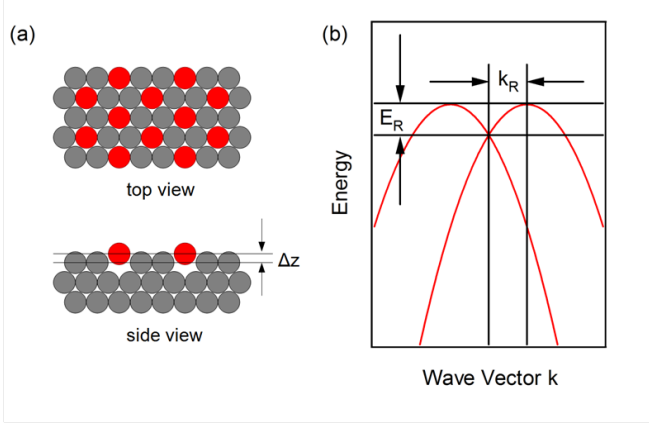 (a)
top view
Δz
side view
(b)
k_R
E_R
Energy
Wave Vector k